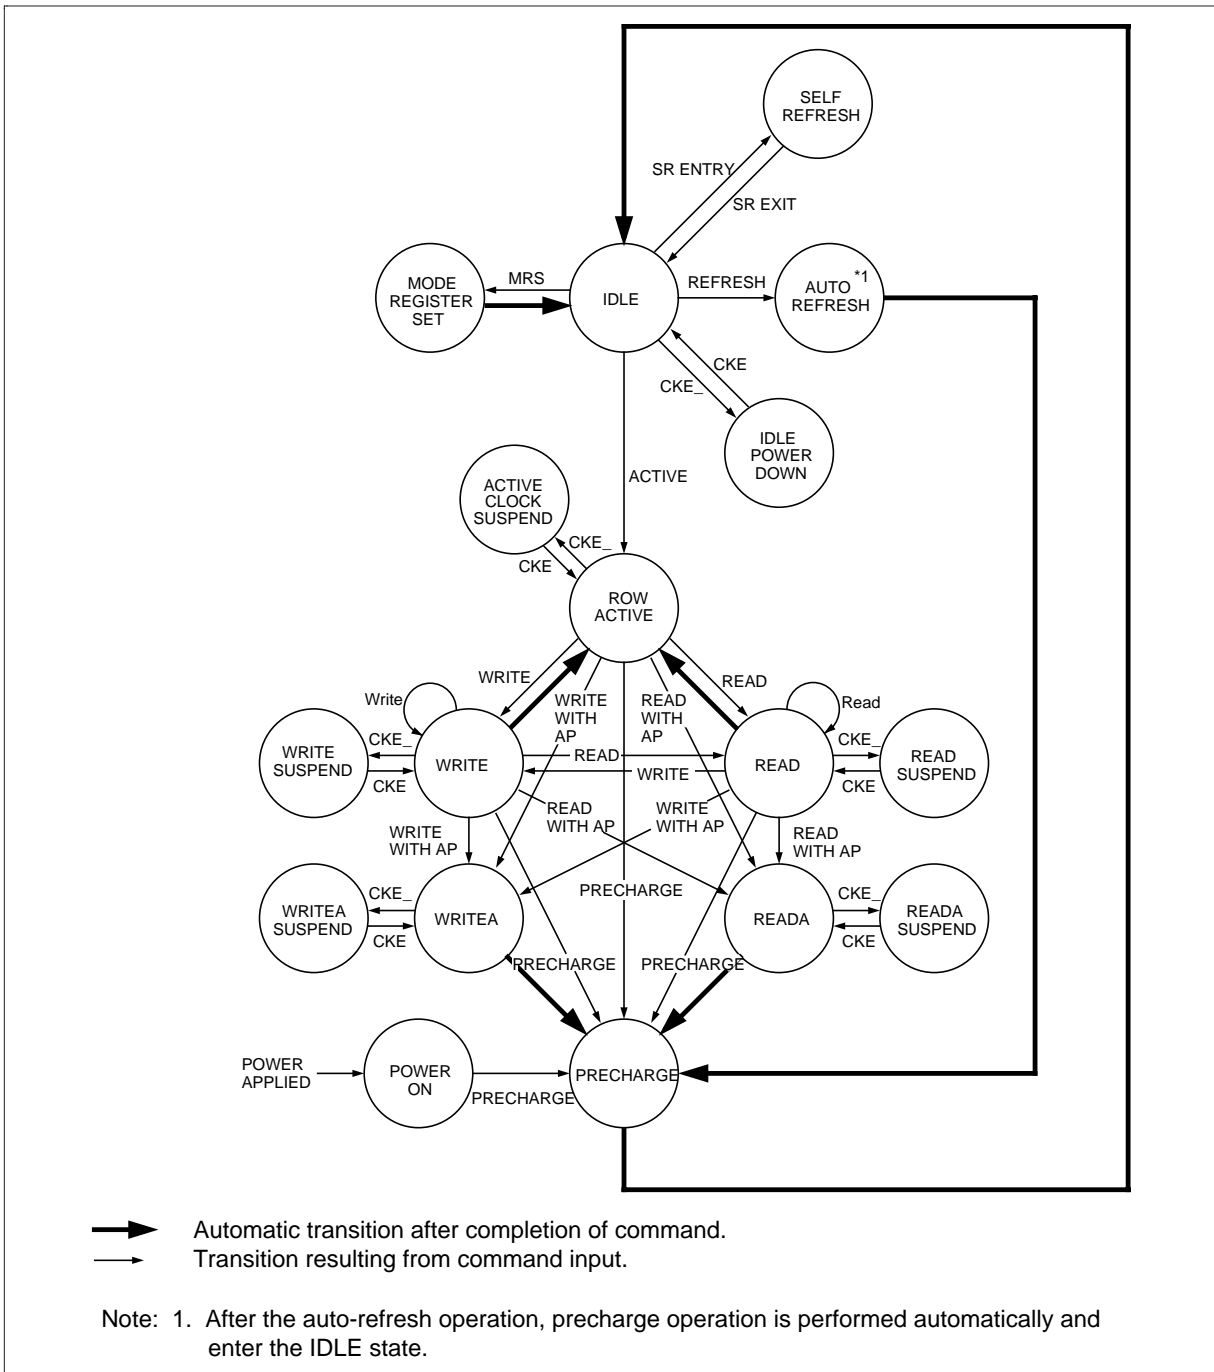 SELF
REFRESH
SR ENTRY
SR EXIT
MODE
REGISTER
SET
MRS
IDLE
REFRESH
AUTO *1
REFRESH
CKE
CKE_
IDLE
POWER
DOWN
ACTIVE
ACTIVE
CLOCK
SUSPEND
CKE_
CKE
ROW
ACTIVE
WRITE
WRITE
WITH
AP
READ
WITH
AP
READ
Write
Read
WRITE
SUSPEND
CKE_
CKE
WRITE
READ
WRITE
READ
CKE_
CKE
READ
SUSPEND
WRITE
WITH AP
READ
WITH AP
WRITE
WITH AP
READ
WITH AP
WRITEA
SUSPEND
CKE_
CKE
WRITEA
PRECHARGE
READA
CKE_
CKE
READA
SUSPEND
PRECHARGE
PRECHARGE
POWER
APPLIED
POWER
ON
PRECHARGE
PRECHARGE
Automatic transition after completion of command.
Transition resulting from command input.
Note: 1. After the auto-refresh operation, precharge operation is performed automatically and
enter the IDLE state.